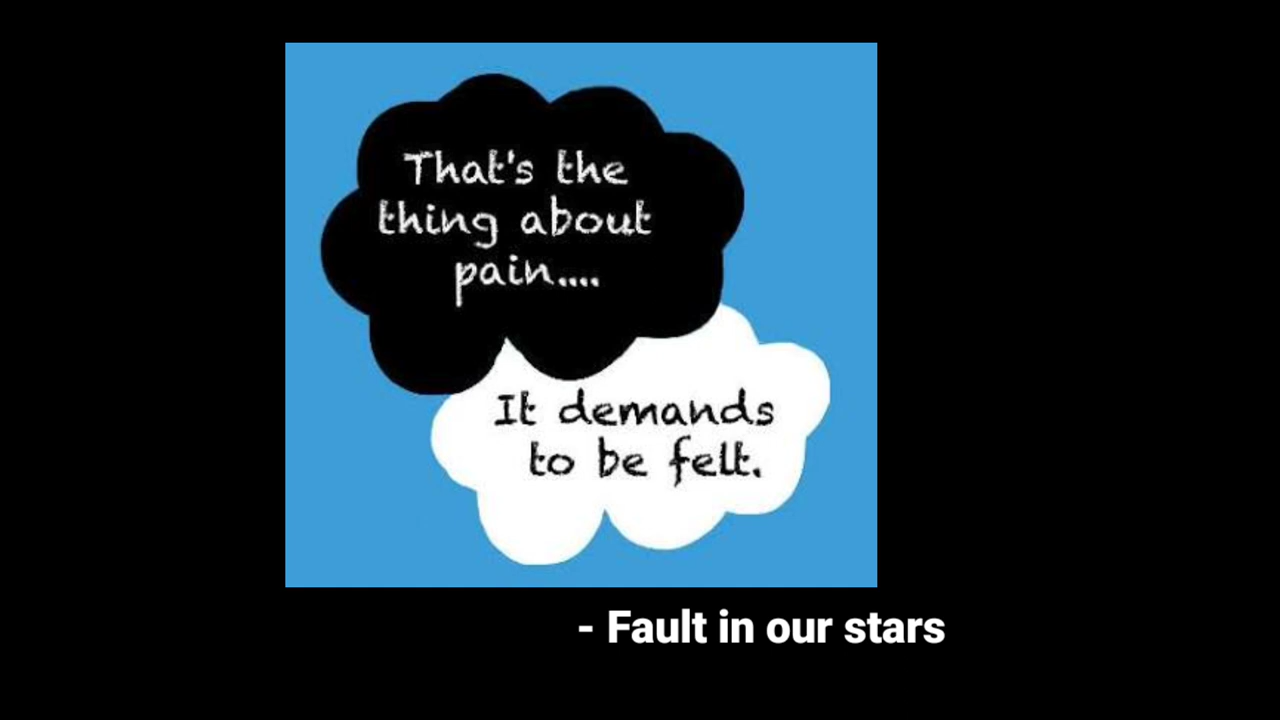 That's the
thing about
pain....
It demands
to be felt.
- Fault in our stars